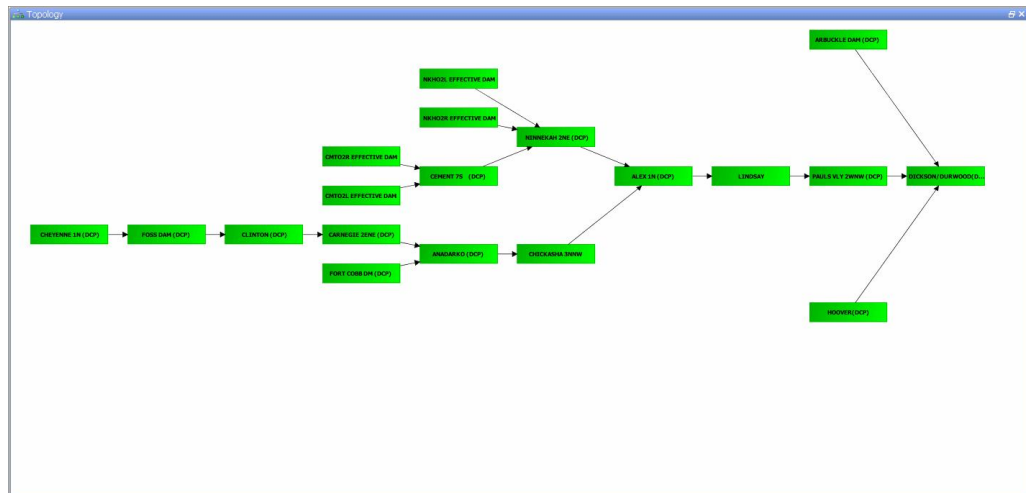 Topology
ARBUCKLE DAM (DCP)
NKHO2L EFFECTIVE DAM
NKHO2R EFFECTIVE DAM
NINNEKAH 2NE (DCP)
CMTO2R EFFECTIVE DAM
CEMENT 7S (DCP)
ALEX 1N (DCP)
LINDSAY
PAULS VLY 2WNW (DCP)
DICKSON/DURWOOD(D...
CMTO2L EFFECTIVE DAM
CHEYENNE 1N (DCP)
FOSS DAM (DCP)
CLINTON (DCP)
CARNEGIE 2ENE (DCP)
ANADARKO (DCP)
CHICKASHA 3NNW
FORT COBB DM (DCP)
HOOVER(DCP)